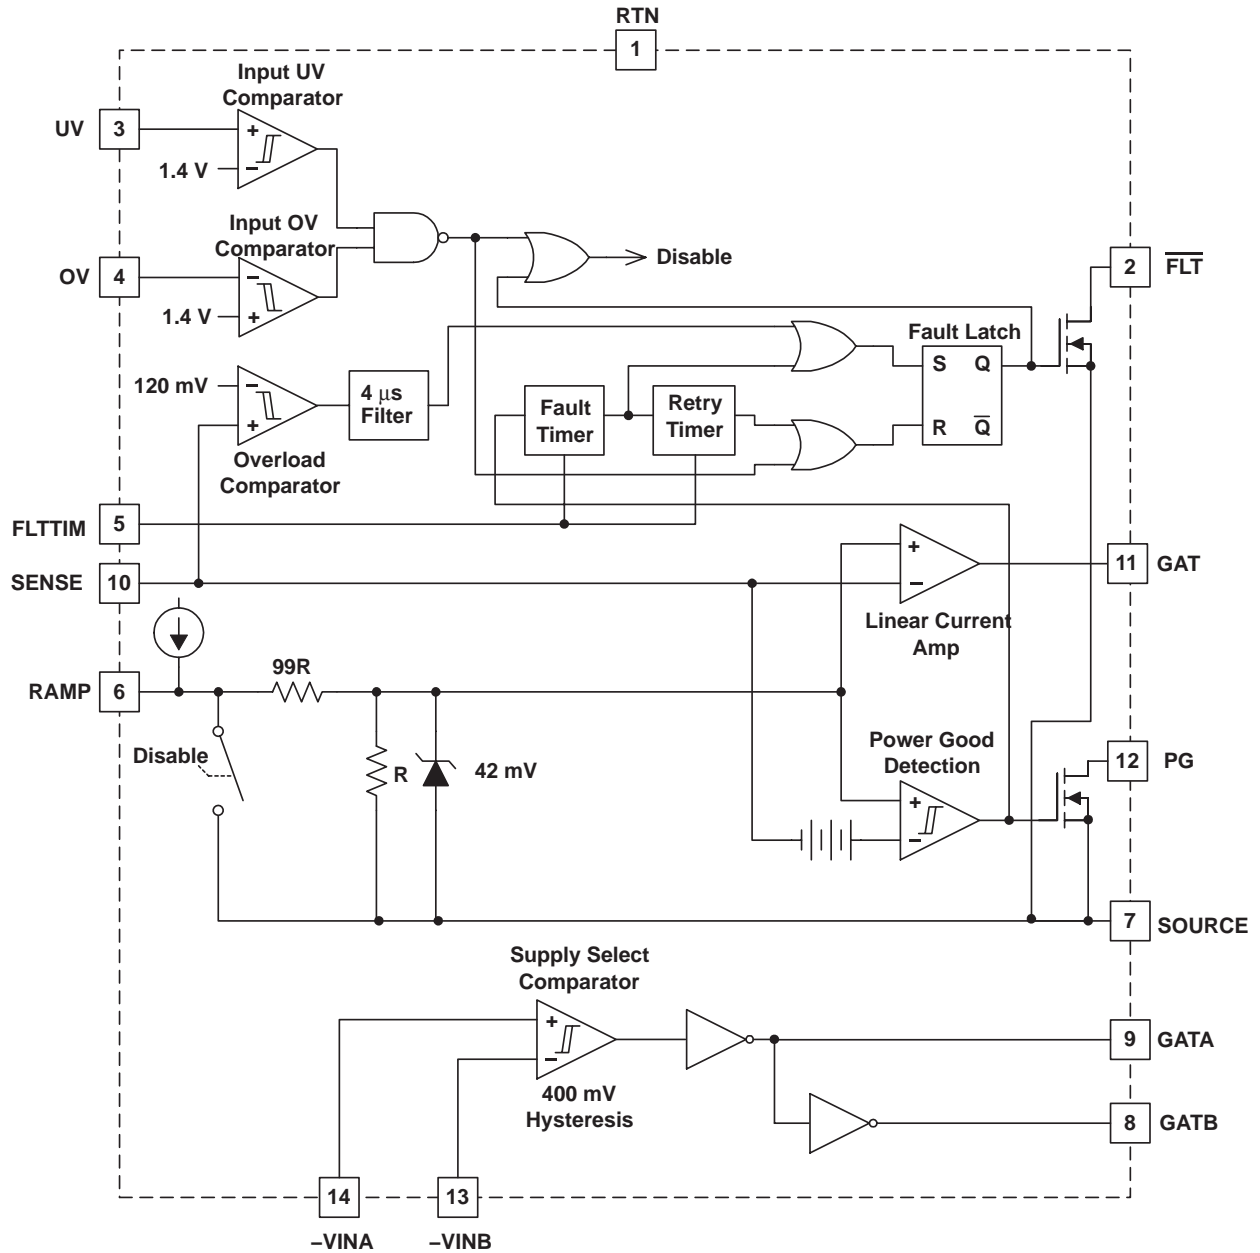 RTN
1
Input UV
Comparator
UV
3
+
1.4 V
−
Input OV
Comparator
OV
4
−
1.4 V
+
Disable
2
FLT
Fault Latch
S Q
R Q
120 mV
−
+
4 μs
Filter
Fault
Timer
Retry
Timer
Overload
Comparator
FLTTIM
5
SENSE
10
+
−
11
GAT
Linear Current
Amp
RAMP
6
99R
Disable
R
42 mV
Power Good
Detection
+
−
12
PG
7
SOURCE
Supply Select
Comparator
+
−
400 mV
Hysteresis
9
GATA
8
GATB
14
13
–VINA
–VINB